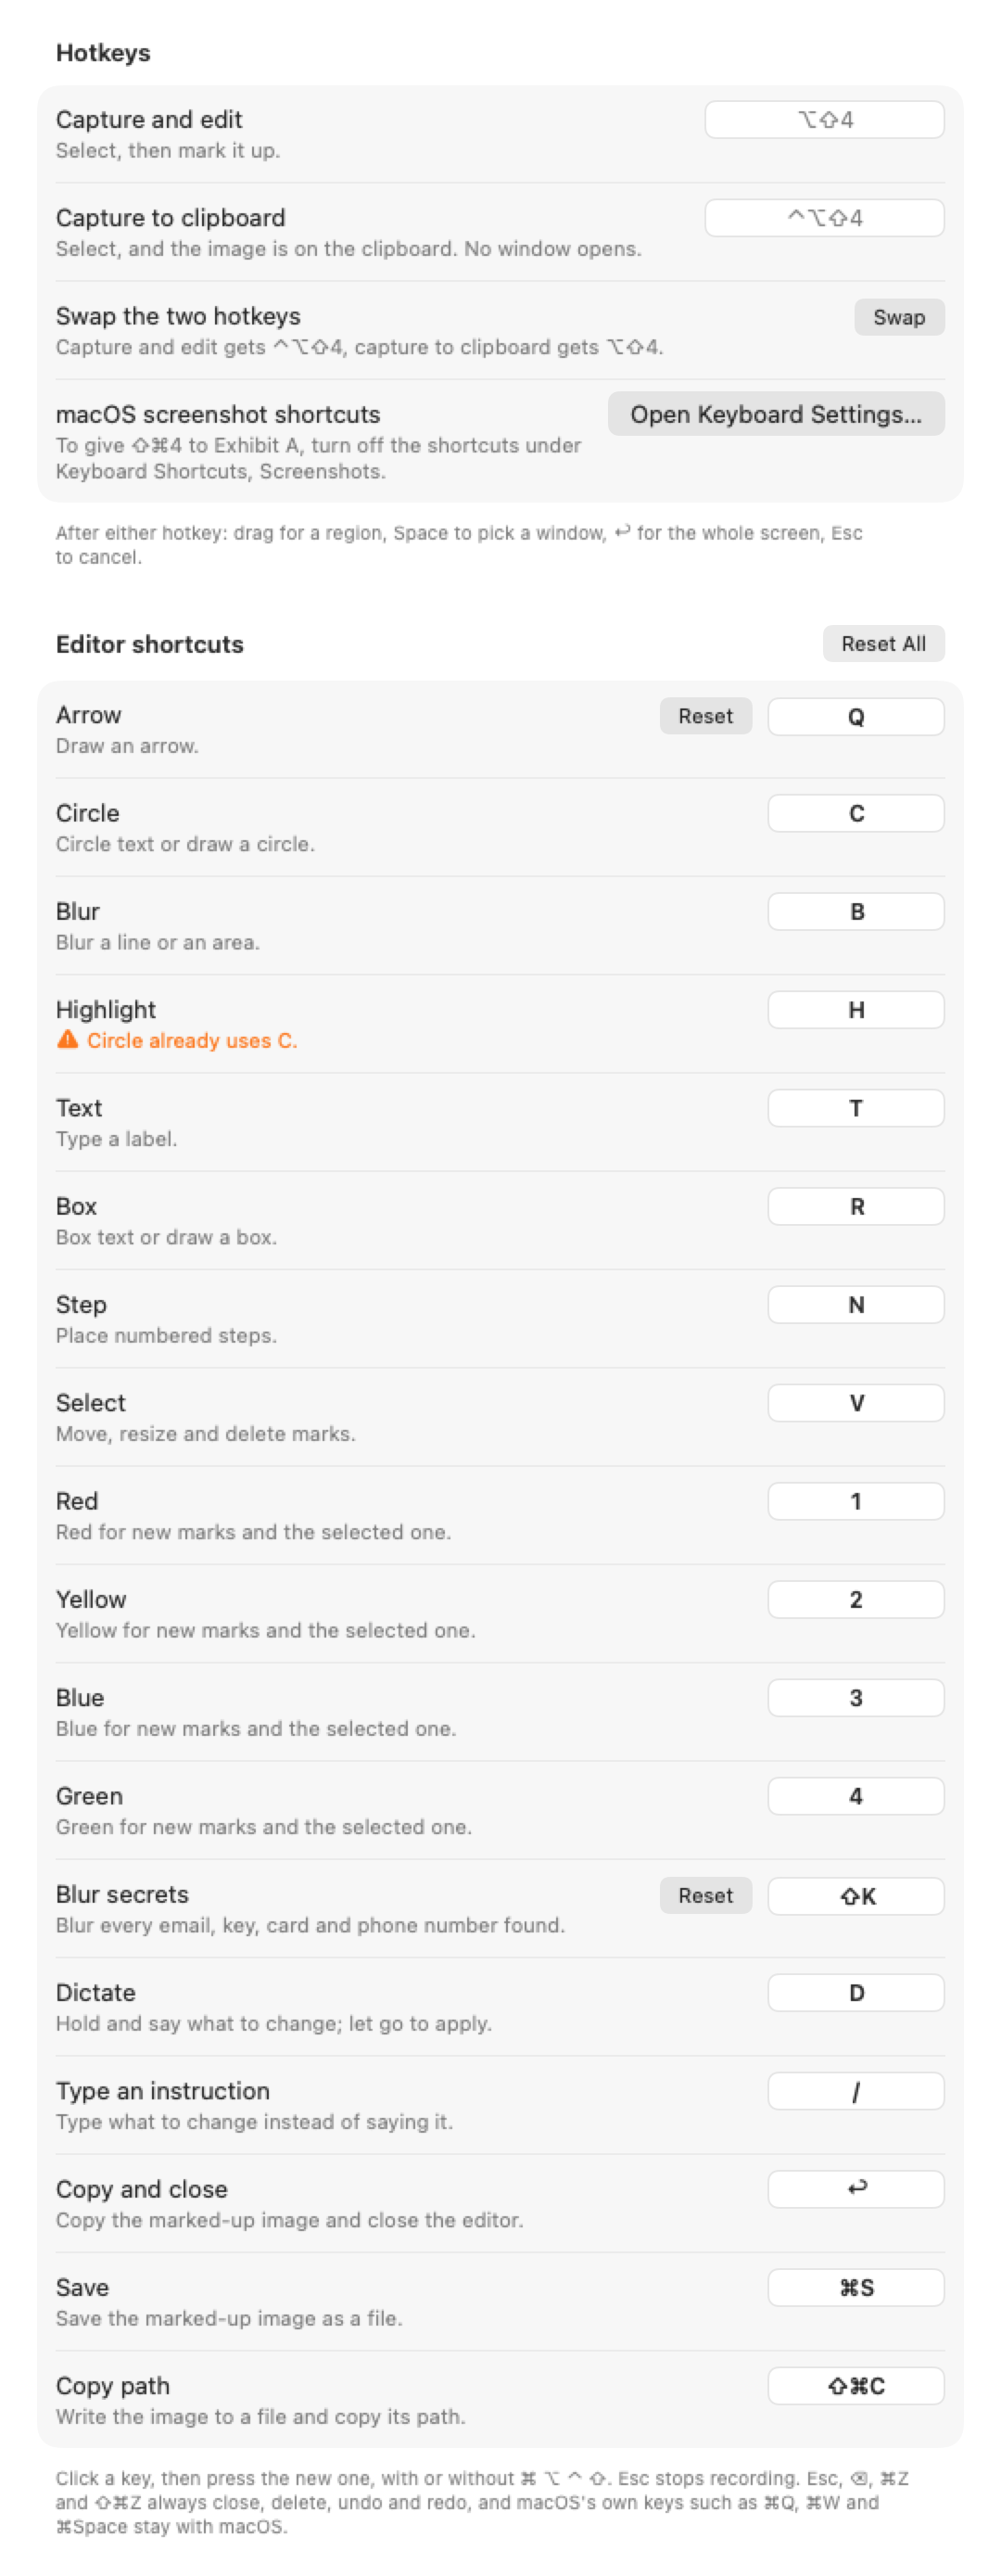 Hotkeys
Capture and edit
⌥⇧4
Select, then mark it up.
Capture to clipboard
^⌥⇧4
Select, and the image is on the clipboard. No window opens.
Swap the two hotkeys
Swap
Capture and edit gets ^⌥⇧4, capture to clipboard gets ⌥⇧4.
macOS screenshot shortcuts
Open Keyboard Settings...
To give ⇧⌘4 to Exhibit A, turn off the shortcuts under
Keyboard Shortcuts, Screenshots.
After either hotkey: drag for a region, Space to pick a window, ↩ for the whole screen, Esc
to cancel.
Editor shortcuts
Reset All
Arrow
Reset
Q
Draw an arrow.
Circle
C
Circle text or draw a circle.
Blur
B
Blur a line or an area.
Highlight
H
Circle already uses C.
Text
T
Type a label.
Box
R
Box text or draw a box.
Step
N
Place numbered steps.
Select
V
Move, resize and delete marks.
Red
1
Red for new marks and the selected one.
Yellow
2
Yellow for new marks and the selected one.
Blue
3
Blue for new marks and the selected one.
Green
4
Green for new marks and the selected one.
Blur secrets
Reset
⇧K
Blur every email, key, card and phone number found.
Dictate
D
Hold and say what to change; let go to apply.
Type an instruction
/
Type what to change instead of saying it.
Copy and close
↩
Copy the marked-up image and close the editor.
Save
⌘S
Save the marked-up image as a file.
Copy path
⇧⌘C
Write the image to a file and copy its path.
Click a key, then press the new one, with or without ⌘ ⌥ ^ ⇧. Esc stops recording. Esc, ⌫, ⌘Z
and ⇧⌘Z always close, delete, undo and redo, and macOS's own keys such as ⌘Q, ⌘W and
⌘Space stay with macOS.